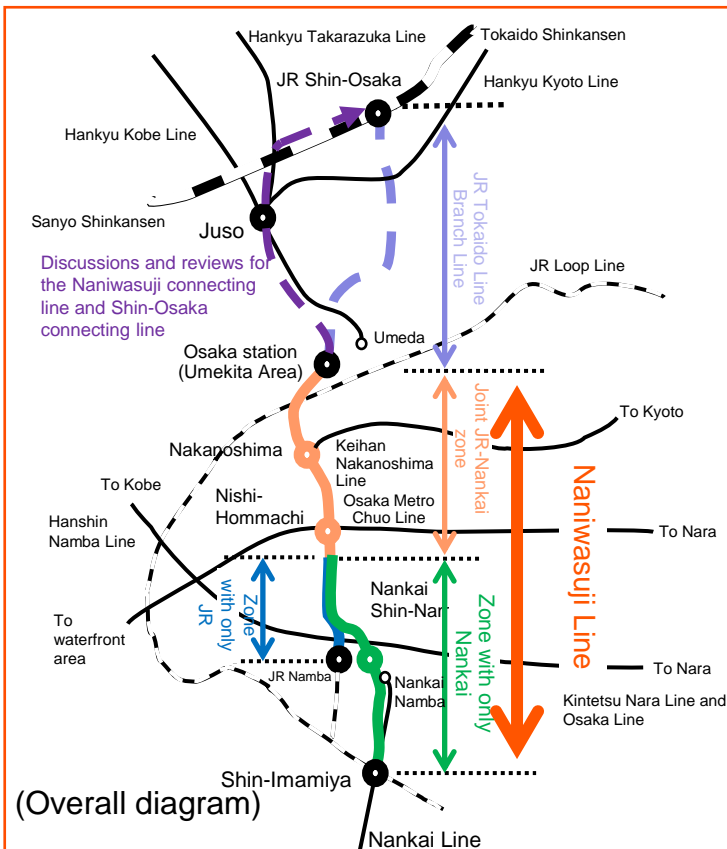 Hankyu Takarazuka Line
Tokaido Shinkansen
JR Shin-Osaka
Hankyu Kyoto Line
Hankyu Kobe Line
Sanyo Shinkansen
Juso
JR Tokaido Line
Branch Line
Discussions and reviews for
the Naniwasuji connecting
line and Shin-Osaka
connecting line
JR Loop Line
Umeda
Osaka station
(Umekita Area)
Joint JR-Nankai
zone
To Kyoto
Nakanoshima
Keihan
Nakanoshima
Line
To Kobe
Nishi-
Hommachi
Osaka Metro
Chuo Line
Hanshin
Namba Line
To Nara
Naniwasuji Line
Zone
with only
JR
Nankai
Shin-Nan
Zone with only
Nankai
To
waterfront
area
JR Namba
Nankai
Namba
To Nara
Kintetsu Nara Line and
Osaka Line
Shin-Imamiya
(Overall diagram)
Nankai Line